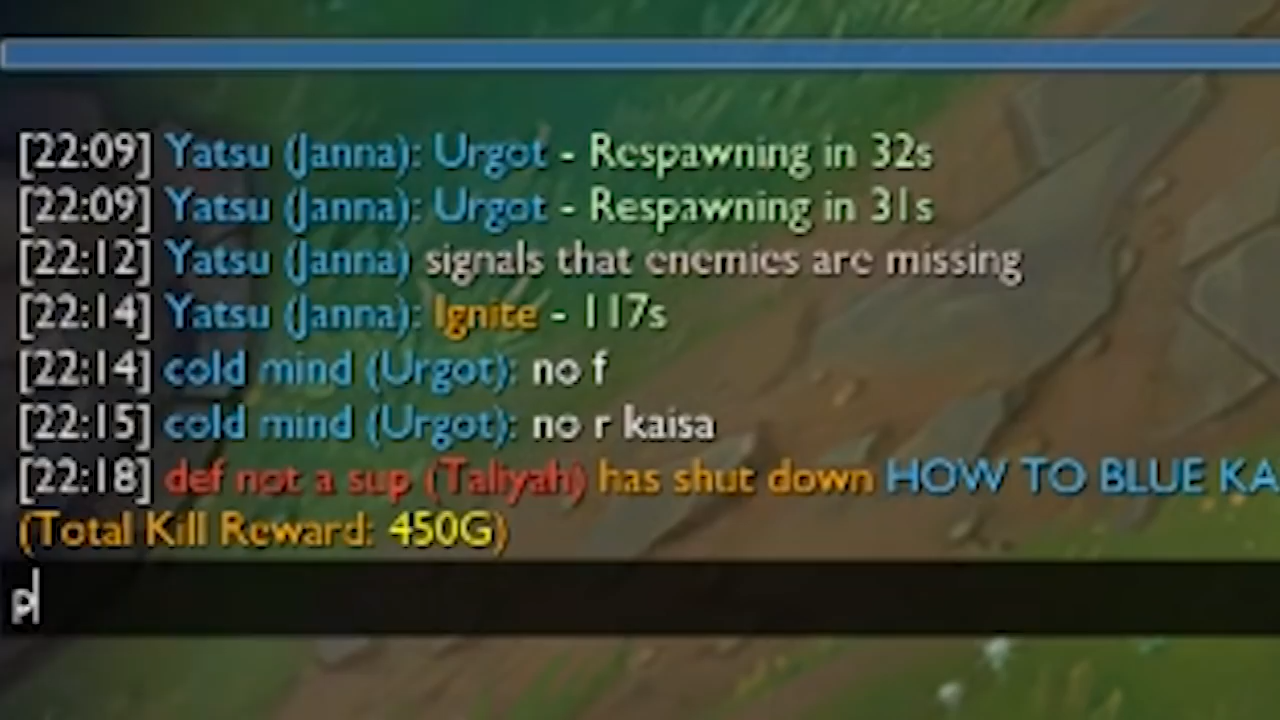 [22:09] Yatsu (Janna): Urgot - Respawning in 32s
[22:09] Yatsu (Janna): Urgot - Respawning in 31s
[22:12] Yatsu (Janna) signals that enemies are missing
[22:14] Yatsu (Janna): Ignite - 117s
[22:14] cold mind (Urgot): no f
[22:15] cold mind (Urgot): no r kaisa
[22:18] def not a sup (Taliyah) has shut down HOW TO BLUE KA
(Total Kill Reward: 450G)
p